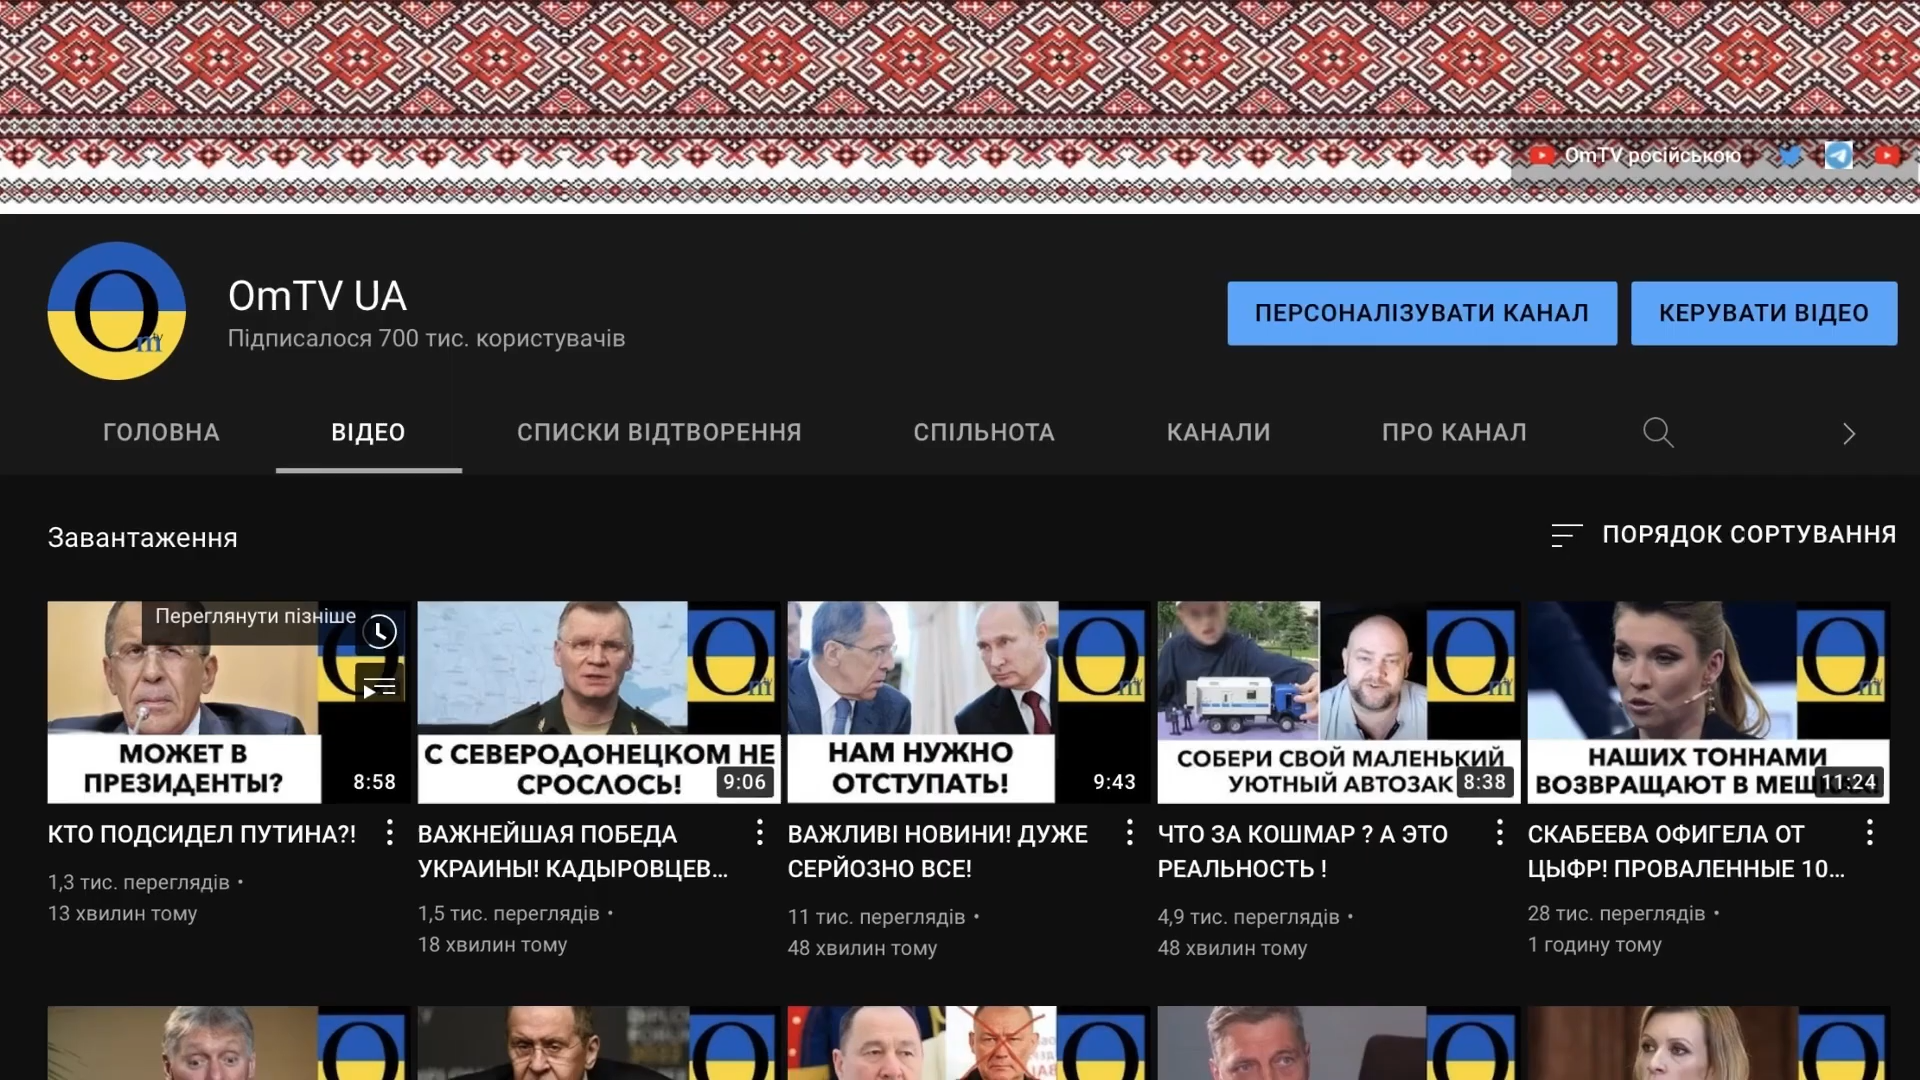 OmTV російською
OmTV UA
Підписалося 700 тис. користувачів
ПЕРСОНАЛІЗУВАТИ КАНАЛ
КЕРУВАТИ ВІДЕО
ГОЛОВНА
ВІДЕО
СПИСКИ ВІДТВОРЕННЯ
СПІЛЬНОТА
КАНАЛИ
ПРО КАНАЛ
Завантаження
ПОРЯДОК СОРТУВАННЯ
Переглянути пізніше
МОЖЕТ В
ПРЕЗИДЕНТЫ?
8:58
КТО ПОДСИДЕЛ ПУТИНА?!
1,3 тис. переглядів •
13 хвилин тому
С СЕВЕРОДОНЕЦКОМ НЕ
СРОСЛОСЬ!
9:06
ВАЖНЕЙШАЯ ПОБЕДА
УКРАИНЫ! КАДЫРОВЦЕВ...
1,5 тис. переглядів •
18 хвилин тому
НАМ НУЖНО
ОТСТУПАТЬ!
9:43
ВАЖЛИВІ НОВИНИ! ДУЖЕ
СЕРЙОЗНО ВСЕ!
11 тис. переглядів •
48 хвилин тому
СОБЕРИ СВОЙ МАЛЕНЬКИЙ
УЮТНЫЙ АВТОЗАК
8:38
ЧТО ЗА КОШМАР ? А ЭТО
РЕАЛЬНОСТЬ !
4,9 тис. переглядів •
48 хвилин тому
НАШИХ ТОННАМИ
ВОЗВРАЩАЮТ В
11:24
СКАБЕЕВА ОФИГЕЛА ОТ
ЦЫФР! ПРОВАЛЕННЫЕ 10...
28 тис. переглядів •
1 годину тому